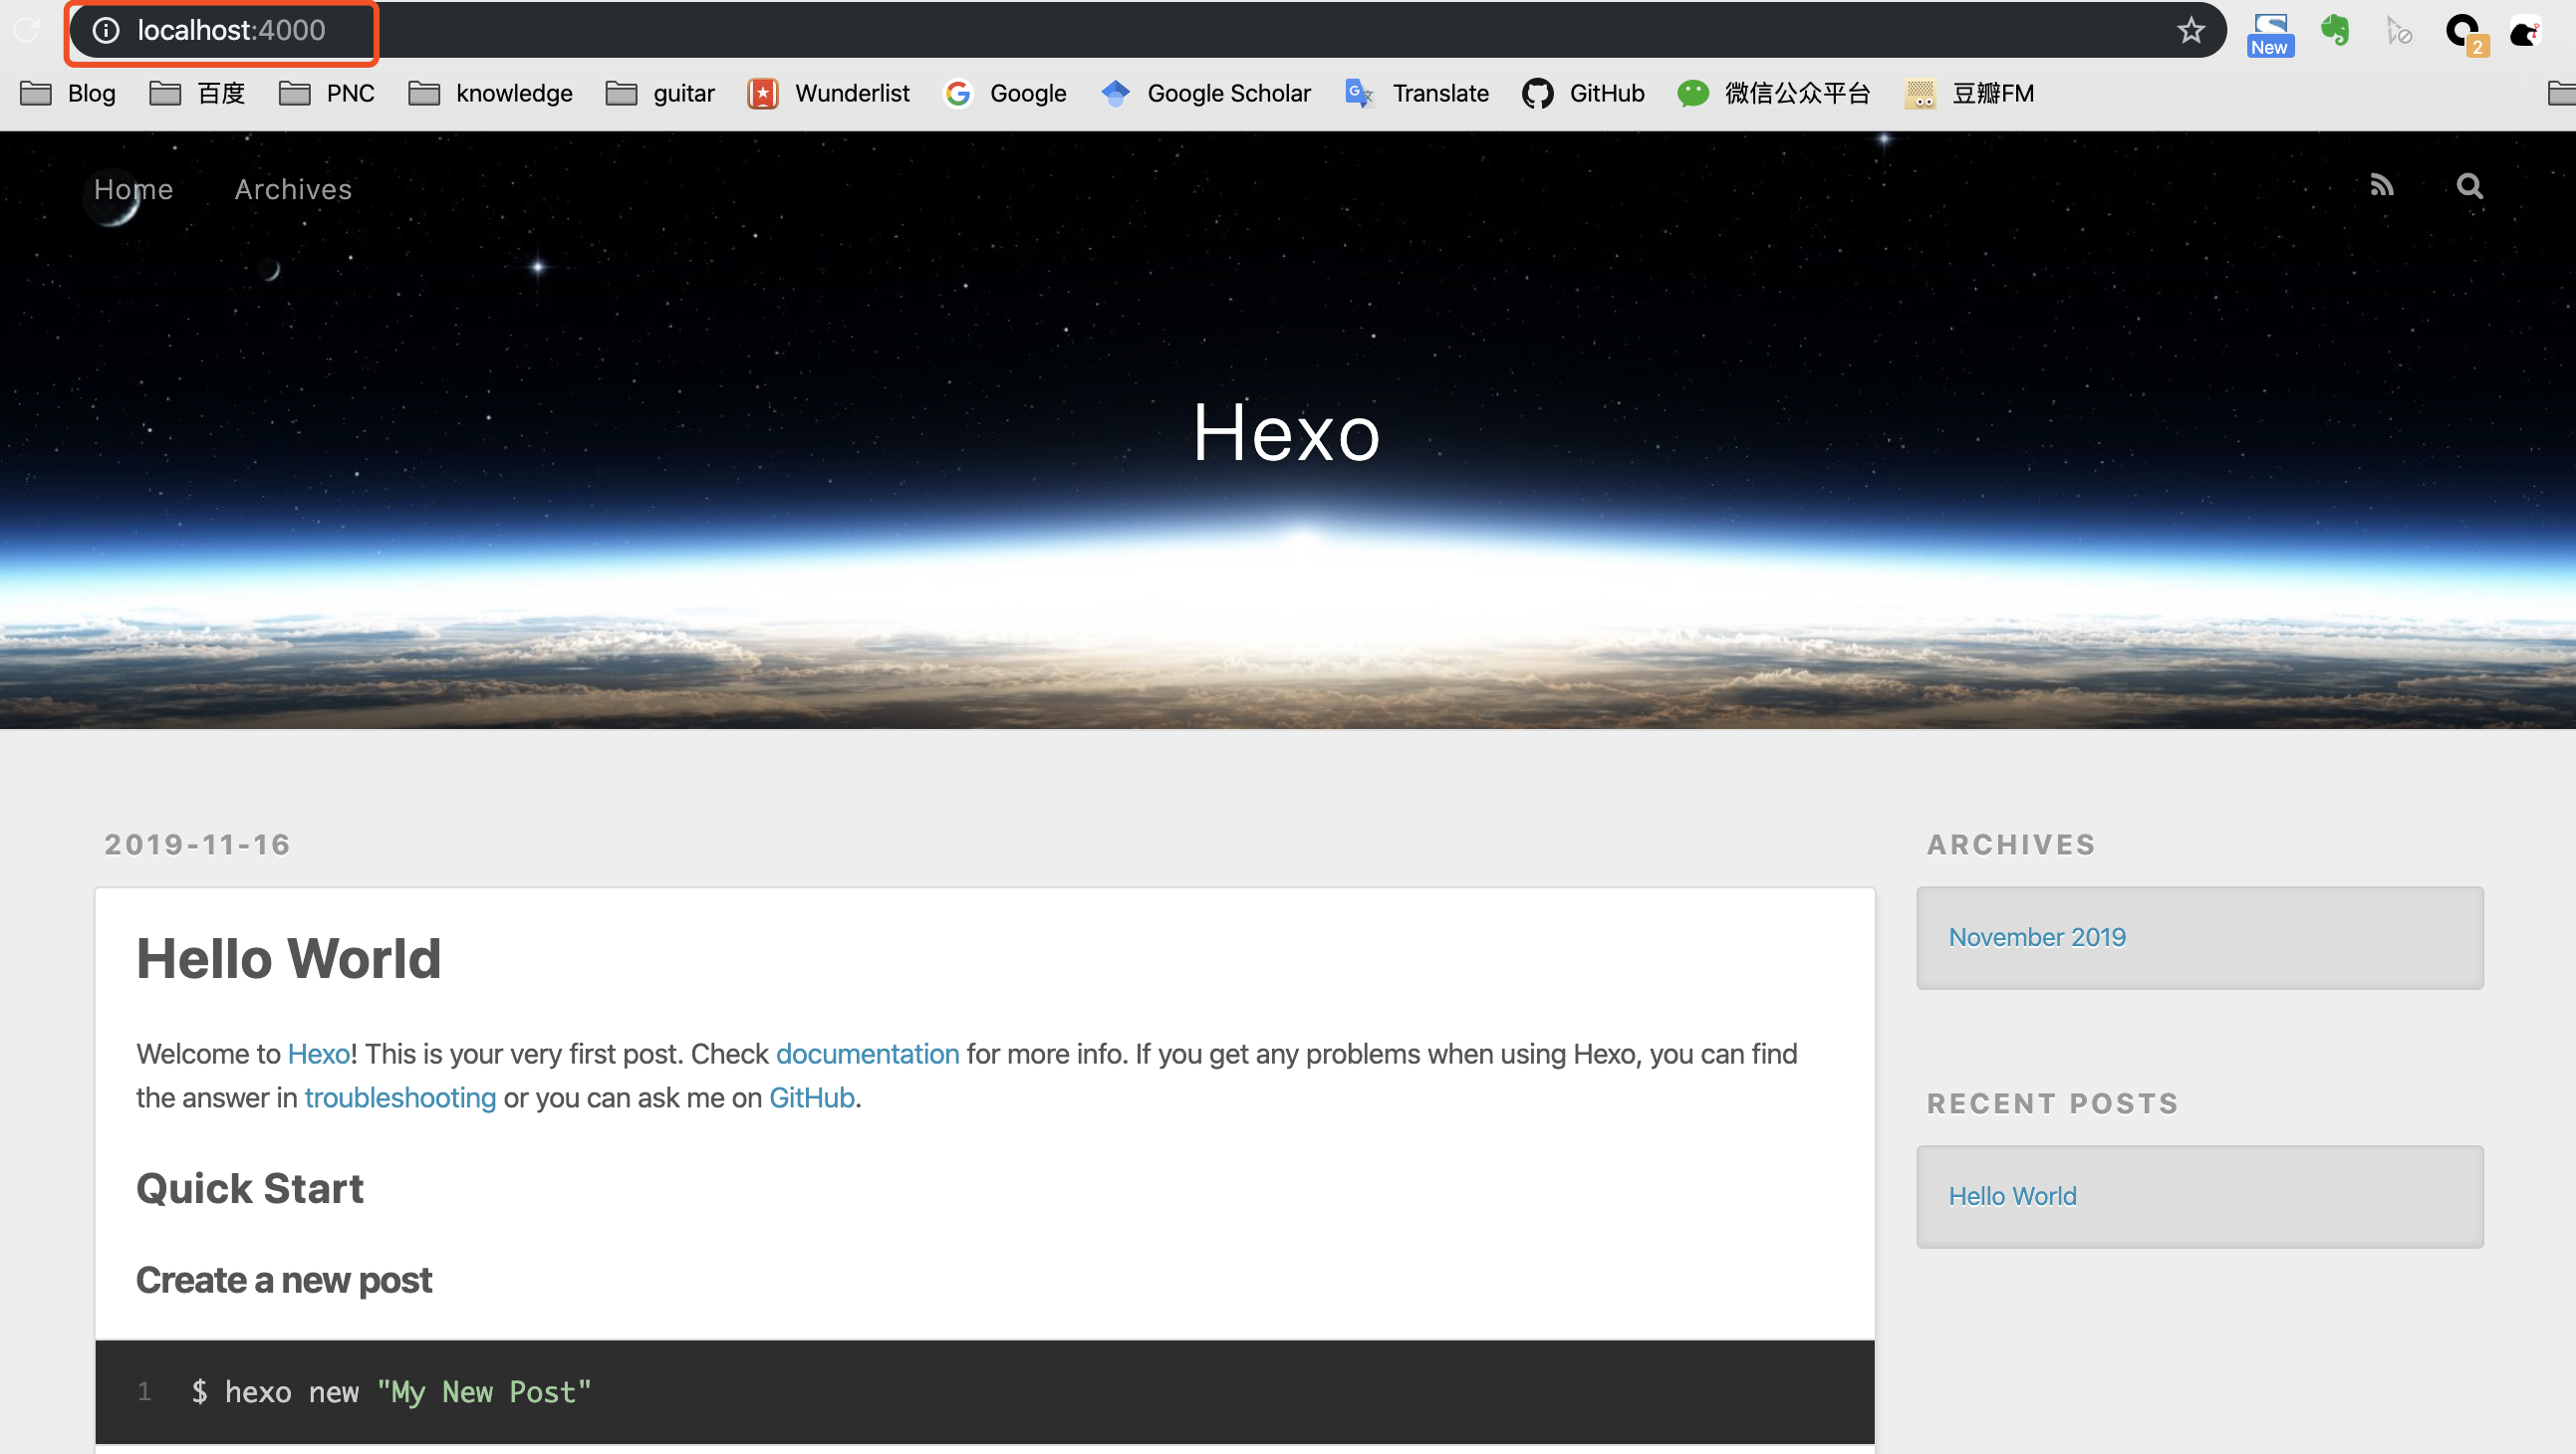 localhost:4000
New
2
Blog 百度 PNC knowledge guitar Wunderlist Google Google Scholar Translate GitHub 微信公众平台 豆瓣FM
Home Archives
Hexo
2019-11-16
Hello World
Welcome to Hexo! This is your very first post. Check documentation for more info. If you get any problems when using Hexo, you can find
the answer in troubleshooting or you can ask me on GitHub.
Quick Start
Create a new post
1 $ hexo new "My New Post"
ARCHIVES
November 2019
RECENT POSTS
Hello World